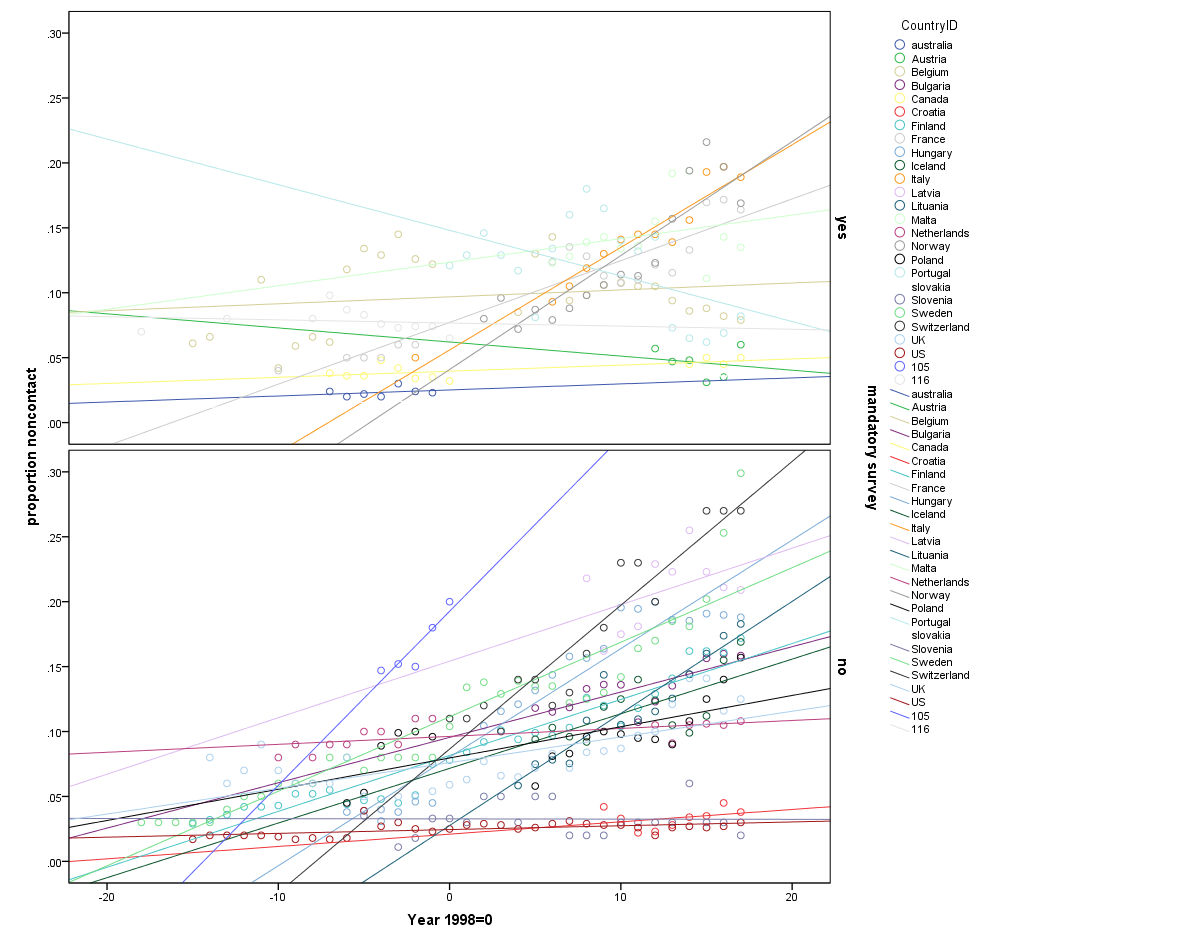 .30
.25
.20
.15
.10
.05
.00
yes
.30
.25
.20
.15
.10
.05
.00
no
proportion noncontact
mandatory survey
-20
-10
0
10
20
Year 1998=0
CountryID
australia
Austria
Belgium
Bulgaria
Canada
Croatia
Finland
France
Hungary
Iceland
Italy
Latvia
Lituania
Malta
Netherlands
Norway
Poland
Portugal
slovakia
Slovenia
Sweden
Switzerland
UK
US
105
116
australia
Austria
Belgium
Bulgaria
Canada
Croatia
Finland
France
Hungary
Iceland
Italy
Latvia
Lituania
Malta
Netherlands
Norway
Poland
Portugal
slovakia
Slovenia
Sweden
Switzerland
UK
US
105
116